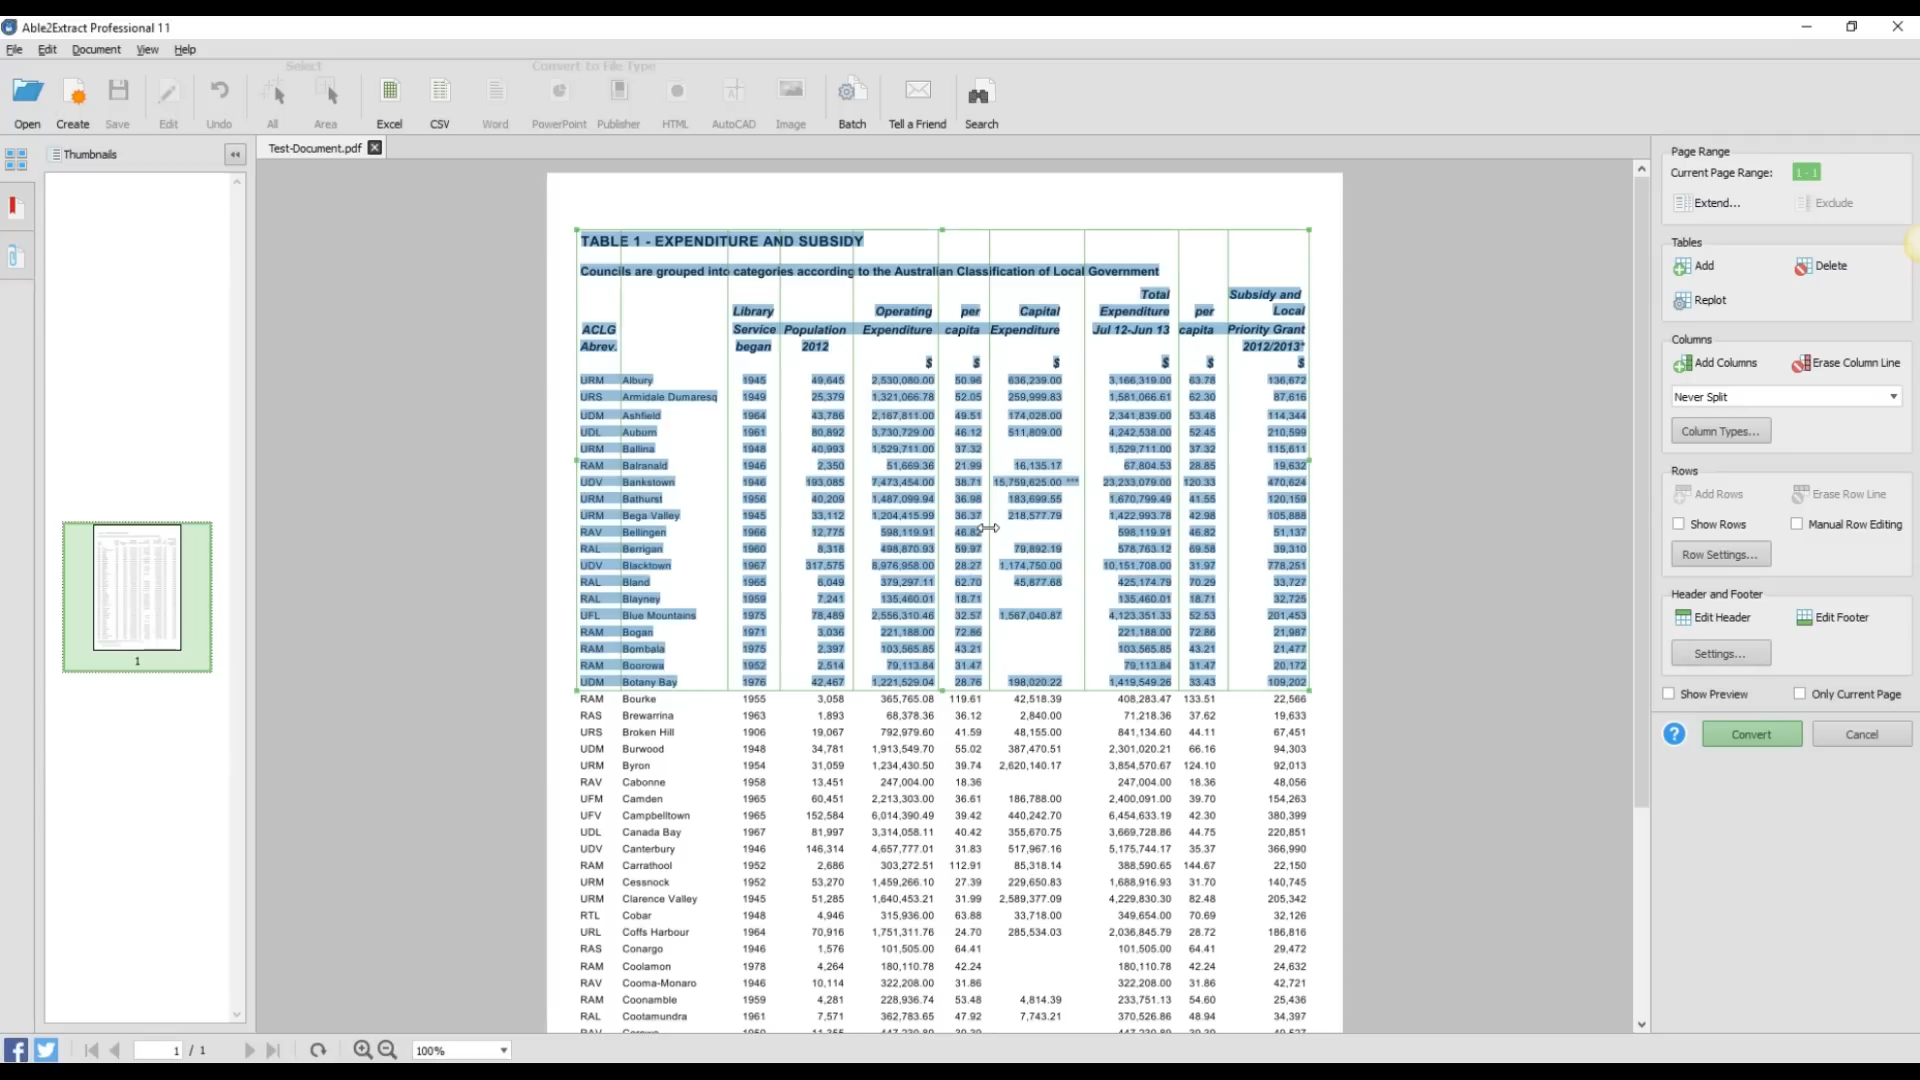 Able2Extract Professional 11
File Edit Document View Help
Select Convert to File Type
Open Create Save Edit Undo All Area Excel CSV Word PowerPoint Publisher HTML AutoCAD Image Batch Tell a Friend Search
Thumbnails
1
Test-Document.pdf
TABLE 1 - EXPENDITURE AND SUBSIDY
Councils are grouped into categories according to the Australian Classification of Local Government
Total Subsidy and
Library Operating per Capital Expenditure per Local
ACLG Service Population Expenditure capita Expenditure Jul 12-Jun 13 capita Priority Grant
Abrev. began 2012 2012/2013*
$ $ $ $ $ $
URM Albury 1945 49,645 2,530,080.00 50.96 636,239.00 3,166,319.00 63.78 136,672
URS Armidale Dumaresq 1949 25,379 1,321,066.78 52.05 259,999.83 1,581,066.61 62.30 87,616
UDM Ashfield 1964 43,786 2,167,811.00 49.51 174,028.00 2,341,839.00 53.48 114,344
UDL Auburn 1961 80,892 3,730,729.00 46.12 511,809.00 4,242,538.00 52.45 210,599
URM Ballina 1948 40,993 1,529,711.00 37.32 1,529,711.00 37.32 115,611
RAM Balranald 1946 2,350 51,669.36 21.99 16,135.17 67,804.53 28.85 19,632
UDV Bankstown 1946 193,085 7,473,454.00 38.71 15,759,625.00 *** 23,233,079.00 120.33 470,624
URM Bathurst 1956 40,209 1,487,099.94 36.98 183,699.55 1,670,799.49 41.55 120,159
URM Bega Valley 1945 33,112 1,204,415.99 36.37 218,577.79 1,422,993.78 42.98 105,888
RAV Bellingen 1966 12,775 598,119.91 46.82 598,119.91 46.82 51,137
RAL Berrigan 1960 8,318 498,870.93 59.97 79,892.19 578,763.12 69.58 39,310
UDV Blacktown 1967 317,575 8,976,958.00 28.27 1,174,750.00 10,151,708.00 31.97 778,251
RAL Bland 1965 6,049 379,297.11 62.70 45,877.68 425,174.79 70.29 33,727
RAL Blayney 1959 7,241 135,460.01 18.71 135,460.01 18.71 32,725
UFL Blue Mountains 1975 78,489 2,556,310.46 32.57 1,567,040.87 4,123,351.33 52.53 201,453
RAM Bogan 1971 3,036 221,188.00 72.86 221,188.00 72.86 21,987
RAM Bombala 1975 2,397 103,565.85 43.21 103,565.85 43.21 21,477
RAM Boorowa 1952 2,514 79,113.84 31.47 79,113.84 31.47 20,172
UDM Botany Bay 1976 42,467 1,221,529.04 28.76 198,020.22 1,419,549.26 33.43 109,202
RAM Bourke 1955 3,058 365,765.08 119.61 42,518.39 408,283.47 133.51 22,566
RAS Brewarrina 1963 1,893 68,378.36 36.12 2,840.00 71,218.36 37.62 19,633
URS Broken Hill 1906 19,067 792,979.60 41.59 48,155.00 841,134.60 44.11 67,451
UDM Burwood 1948 34,781 1,913,549.70 55.02 387,470.51 2,301,020.21 66.16 94,303
URM Byron 1954 31,059 1,234,430.50 39.74 2,620,140.17 3,854,570.67 124.10 92,013
RAV Cabonne 1958 13,451 247,004.00 18.36 247,004.00 18.36 48,056
UFM Camden 1965 60,451 2,213,303.00 36.61 186,788.00 2,400,091.00 39.70 154,263
UFV Campbelltown 1965 152,584 6,014,390.49 39.42 440,242.70 6,454,633.19 42.30 380,399
UDL Canada Bay 1967 81,997 3,314,058.11 40.42 355,670.75 3,669,728.86 44.75 220,851
UDV Canterbury 1946 146,314 4,657,777.01 31.83 517,967.16 5,175,744.17 35.37 366,990
RAM Carrathool 1952 2,686 303,272.51 112.91 85,318.14 388,590.65 144.67 22,150
URM Cessnock 1952 53,270 1,459,266.10 27.39 229,650.83 1,688,916.93 31.70 140,745
URM Clarence Valley 1945 51,285 1,640,453.21 31.99 2,589,377.09 4,229,830.30 82.48 205,342
RTL Cobar 1948 4,946 315,936.00 63.88 33,718.00 349,654.00 70.69 32,126
URL Coffs Harbour 1964 70,916 1,751,311.76 24.70 285,534.03 2,036,845.79 28.72 186,816
RAS Conargo 1946 1,576 101,505.00 64.41 101,505.00 64.41 29,472
RAM Coolamon 1978 4,264 180,110.78 42.24 180,110.78 42.24 24,632
RAV Cooma-Monaro 1946 10,114 322,208.00 31.86 322,208.00 31.86 42,721
RAM Coonamble 1959 4,281 228,936.74 53.48 4,814.39 233,751.13 54.60 25,436
RAL Cootamundra 1961 7,571 362,783.65 47.92 7,743.21 370,526.86 48.94 34,397
Page Range
Current Page Range: 1 - 1
Extend... Exclude
Tables
Add Delete
Replot
Columns
Add Columns Erase Column Line
Never Split
Column Types...
Rows
Add Rows Erase Row Line
Show Rows Manual Row Editing
Row Settings...
Header and Footer
Edit Header Edit Footer
Settings...
Show Preview Only Current Page
? Convert Cancel
1 / 1 100%